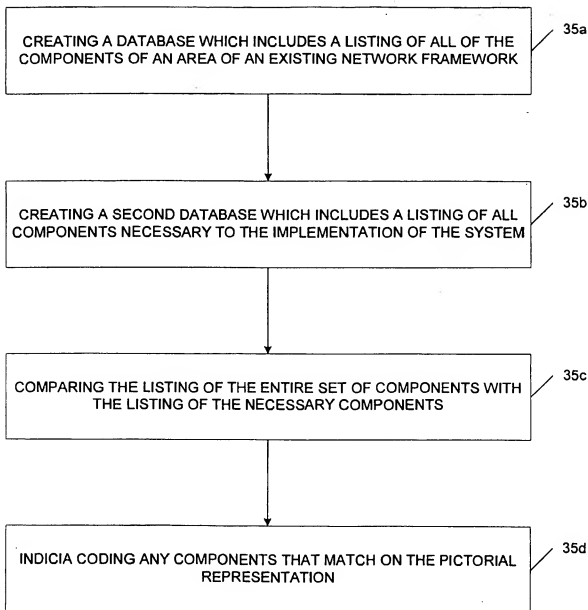 35a
CREATING A DATABASE WHICH INCLUDES A LISTING OF ALL OF THE
COMPONENTS OF AN AREA OF AN EXISTING NETWORK FRAMEWORK
35b
CREATING A SECOND DATABASE WHICH INCLUDES A LISTING OF ALL
COMPONENTS NECESSARY TO THE IMPLEMENTATION OF THE SYSTEM
35c
COMPARING THE LISTING OF THE ENTIRE SET OF COMPONENTS WITH
THE LISTING OF THE NECESSARY COMPONENTS
35d
INDICIA CODING ANY COMPONENTS THAT MATCH ON THE PICTORIAL
REPRESENTATION